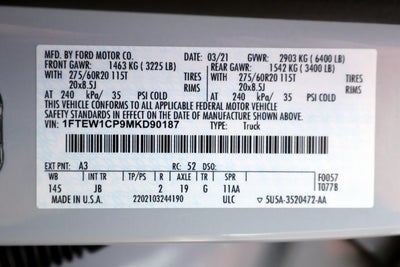 MFD. BY FORD MOTOR CO. 03/21 GVWR: 2903 KG ( 6400 LB)
FRONT GAWR: 1463 KG ( 3225 LB) REAR GAWR: 1542 KG ( 3400 LB)
WITH 275/60R20 115T TIRES WITH 275/60R20 115T TIRES
20x8.5J RIMS 20x8.5J RIMS
AT 240 kPa/ 35 PSI COLD AT 240 kPa/ 35 PSI COLD
THIS VEHICLE CONFORMS TO ALL APPLICABLE FEDERAL MOTOR VEHICLE
SAFETY STANDARDS IN EFFECT ON THE DATE OF MANUFACTURE SHOWN ABOVE.
VIN: 1FTEW1CP9MKD90187 TYPE: Truck
EXT PNT: A3 RC: 52 DSO: F0057
WB INT TR TP/PS R AXLE TR SPR T077B
145 JB 2 19 G 11AA
MADE IN U.S.A. 2202103244190 ULC 5USA-3520472-AA